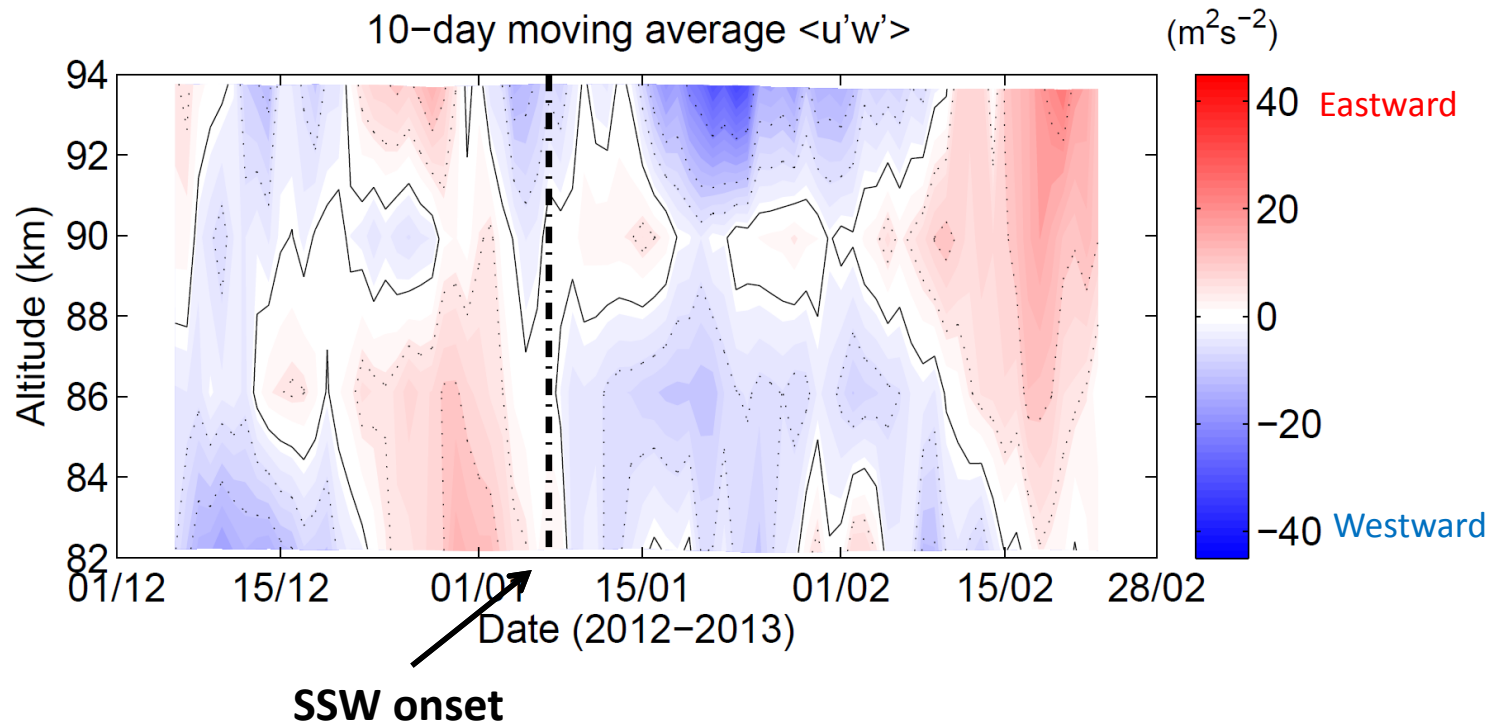 10−day moving average <u'w'>
(m2s−2)
94
92
90
88
86
84
82
Altitude (km)
01/12 15/12 01/01 15/01 01/02 15/02 28/02
Date (2012−2013)
SSW onset
40
20
0
−20
−40
Eastward
Westward